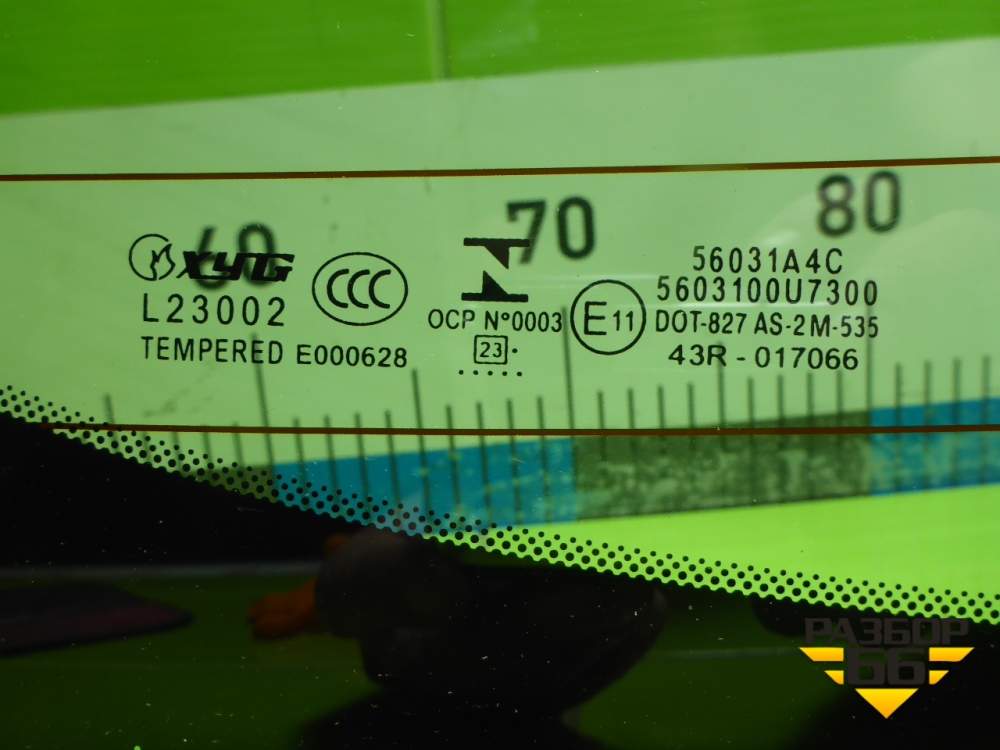 60 70 80
XYG
L23002
TEMPERED E000628
CCC
OCP N°0003
23
E11
56031A4C
5603100U7300
DOT-827 AS-2M-535
43R - 017066
РАЗБОР
66